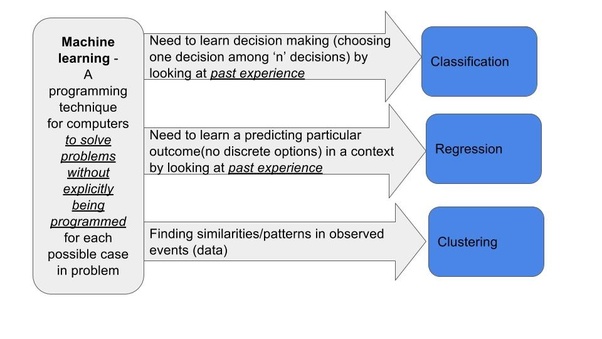 Machine
learning -
A
programming
technique
for computers
to solve
problems
without
explicitly
being
programmed
for each
possible case
in problem
Need to learn decision making (choosing
one decision among ‘n’ decisions) by
looking at past experience
Classification
Need to learn a predicting particular
outcome(no discrete options) in a context
by looking at past experience
Regression
Finding similarities/patterns in observed
events (data)
Clustering